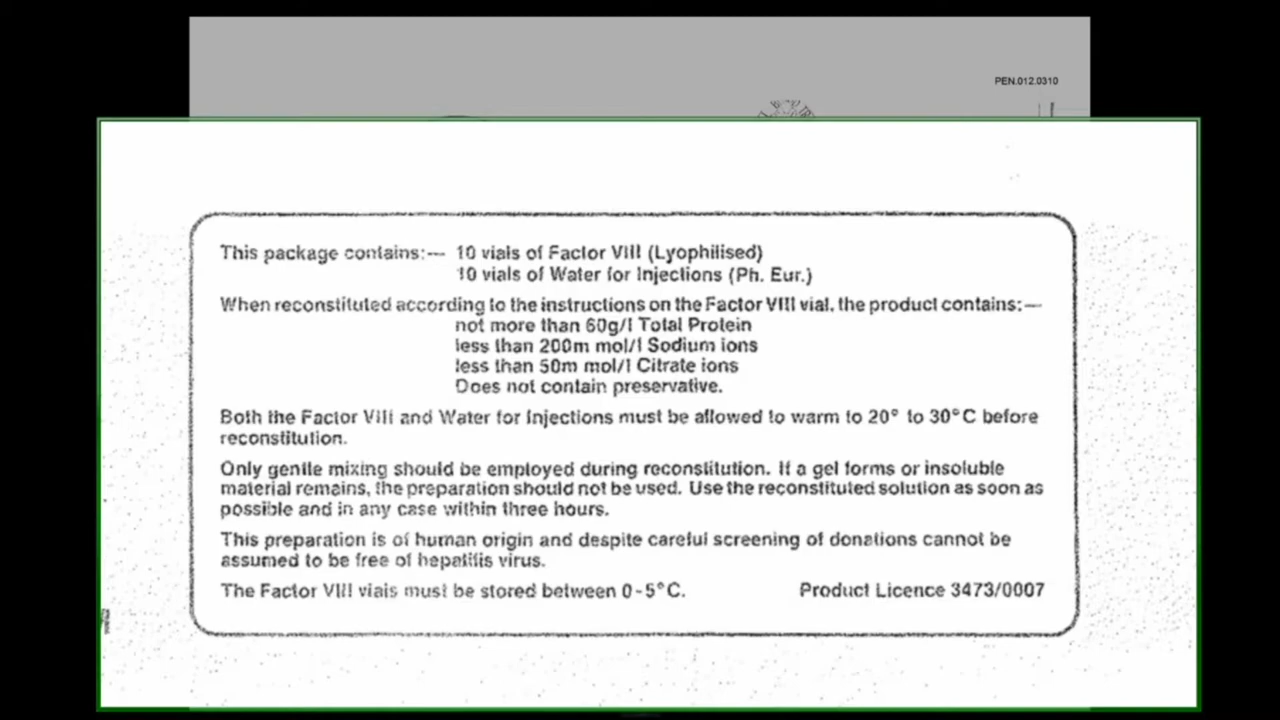 PEN.012.0310
This package contains:— 10 vials of Factor VIII (Lyophilised)
10 vials of Water for Injections (Ph. Eur.)
When reconstituted according to the instructions on the Factor VIII vial, the product contains:—
not more than 60g/l Total Protein
less than 200m mol/l Sodium ions
less than 50m mol/l Citrate ions
Does not contain preservative.
Both the Factor VIII and Water for Injections must be allowed to warm to 20° to 30°C before
reconstitution.
Only gentle mixing should be employed during reconstitution. If a gel forms or insoluble
material remains, the preparation should not be used. Use the reconstituted solution as soon as
possible and in any case within three hours.
This preparation is of human origin and despite careful screening of donations cannot be
assumed to be free of hepatitis virus.
The Factor VIII vials must be stored between 0-5°C. Product Licence 3473/0007